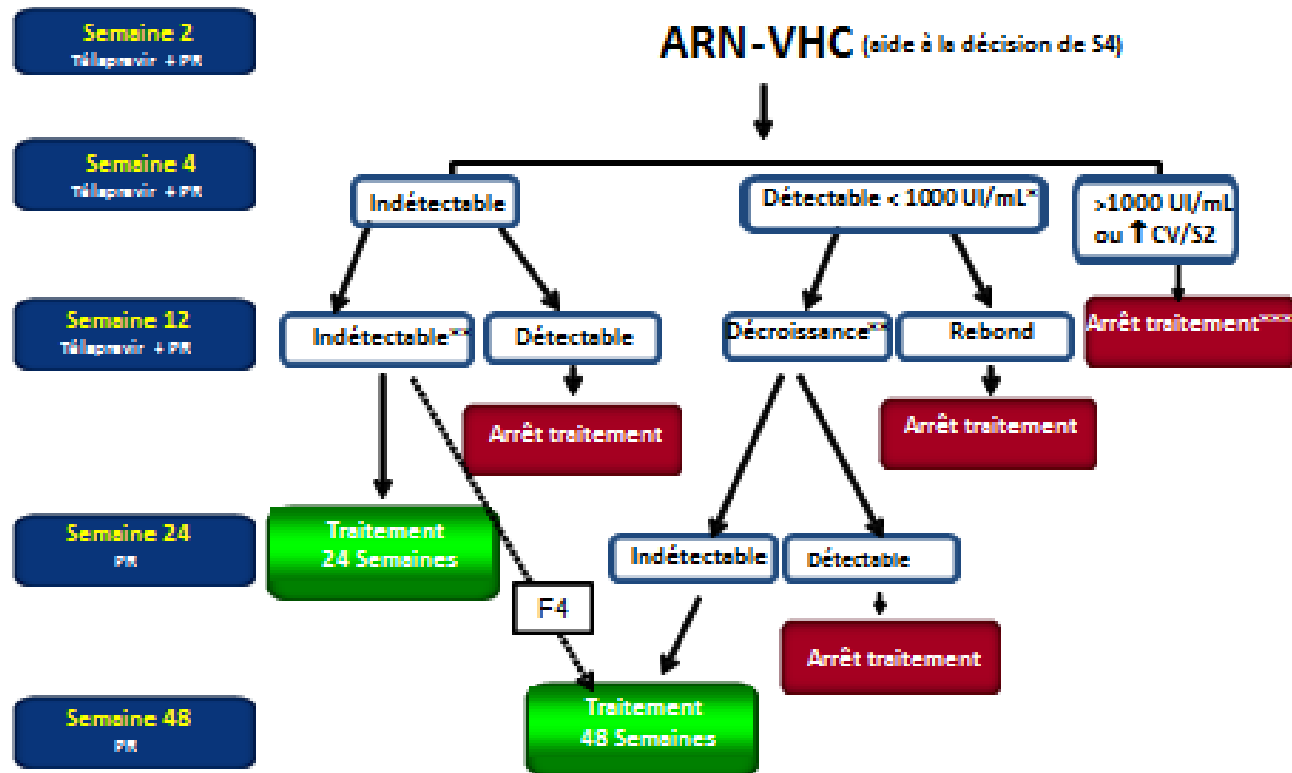 Semaine 2
Télaprevir + PR
ARN-VHC (aide à la décision de S4)
Semaine 4
Télaprevir + PR
Indétectable
Détectable < 1000 UI/mL*
>1000 UI/mL
ou ↑ CV/S2
Semaine 12
Télaprevir + PR
Indétectable**
Détectable
Décroissance**
Rebond
Arrêt traitement***
Arrêt traitement
Arrêt traitement
Semaine 24
PR
Traitement
24 Semaines
Indétectable
Détectable
F4
Arrêt traitement
Semaine 48
PR
Traitement
48 Semaines